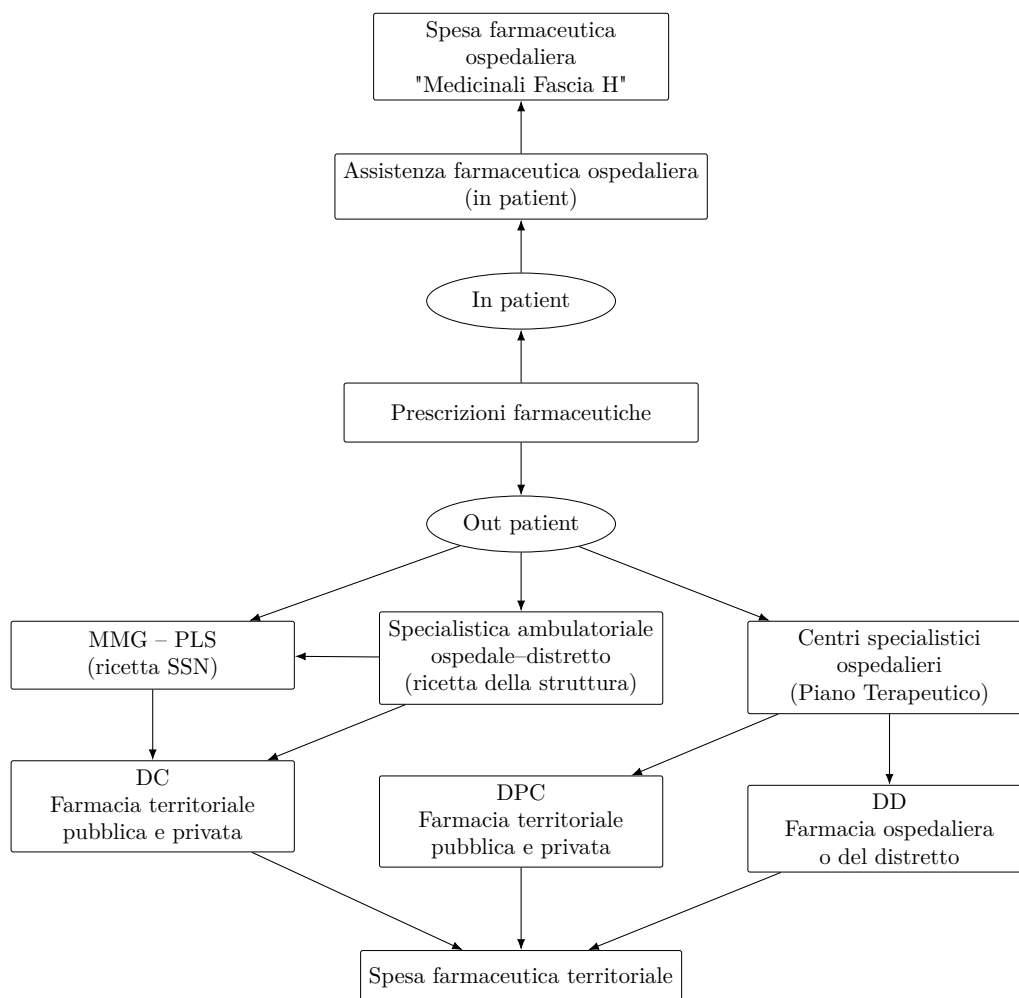 Spesa farmaceutica
ospedaliera
"Medicinali Fascia H"
Assistenza farmaceutica ospedaliera
(in patient)
In patient
Prescrizioni farmaceutiche
Out patient
MMG – PLS
(ricetta SSN)
Specialistica ambulatoriale
ospedale–distretto
(ricetta della struttura)
Centri specialistici
ospedalieri
(Piano Terapeutico)
DC
Farmacia territoriale
pubblica e privata
DPC
Farmacia territoriale
pubblica e privata
DD
Farmacia ospedaliera
o del distretto
Spesa farmaceutica territoriale